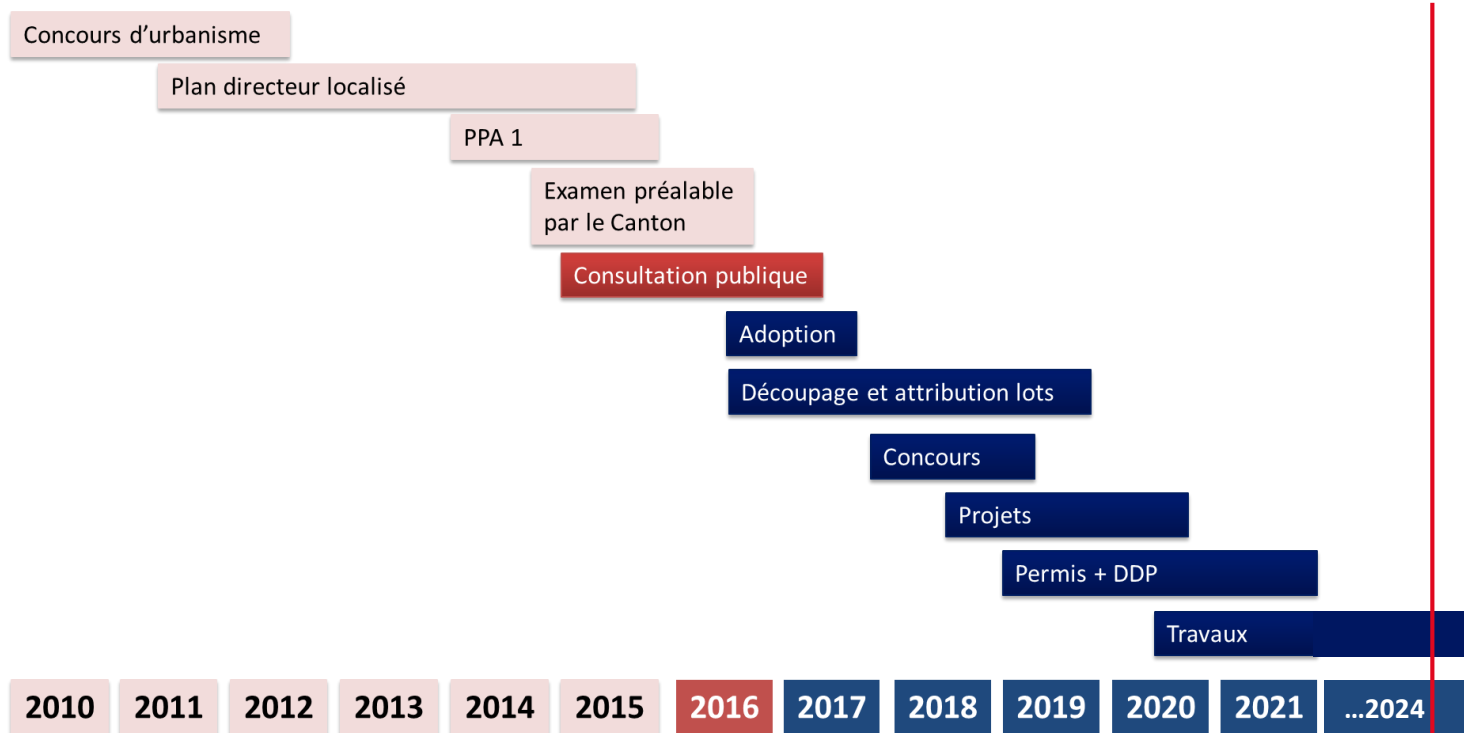 Concours d’urbanisme
Plan directeur localisé
PPA 1
Examen préalable
par le Canton
Consultation publique
Adoption
Découpage et attribution lots
Concours
Projets
Permis + DDP
Travaux
2010 2011 2012 2013 2014 2015 2016 2017 2018 2019 2020 2021 ...2024